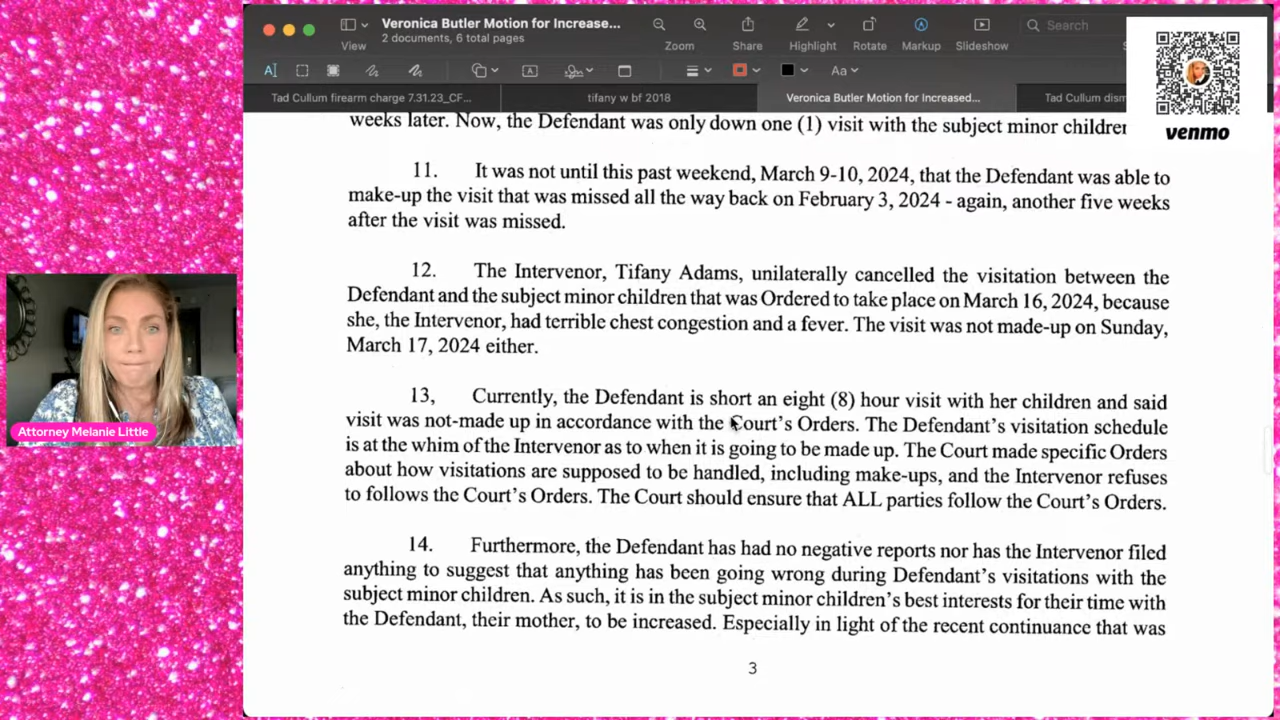 Veronica Butler Motion for Increase...
2 documents, 6 total pages
View
Zoom
Share
Highlight
Rotate
Markup
Slideshow
Search
Aa
Tad Cullum firearm charge 7.31.23_CF...
tifany w bf 2018
Veronica Butler Motion for Increased...
Tad Cullum dism
venmo
weeks later. Now, the Defendant was only down one (1) visit with the subject minor children
11. It was not until this past weekend, March 9-10, 2024, that the Defendant was able to
make-up the visit that was missed all the way back on February 3, 2024 - again, another five weeks
after the visit was missed.
12. The Intervenor, Tifany Adams, unilaterally cancelled the visitation between the
Defendant and the subject minor children that was Ordered to take place on March 16, 2024, because
she, the Intervenor, had terrible chest congestion and a fever. The visit was not made-up on Sunday,
March 17, 2024 either.
13, Currently, the Defendant is short an eight (8) hour visit with her children and said
visit was not-made up in accordance with the Court's Orders. The Defendant's visitation schedule
is at the whim of the Intervenor as to when it is going to be made up. The Court made specific Orders
about how visitations are supposed to be handled, including make-ups, and the Intervenor refuses
to follows the Court's Orders. The Court should ensure that ALL parties follow the Court's Orders.
14. Furthermore, the Defendant has had no negative reports nor has the Intervenor filed
anything to suggest that anything has been going wrong during Defendant's visitations with the
subject minor children. As such, it is in the subject minor children's best interests for their time with
the Defendant, their mother, to be increased. Especially in light of the recent continuance that was
3
Attorney Melanie Little